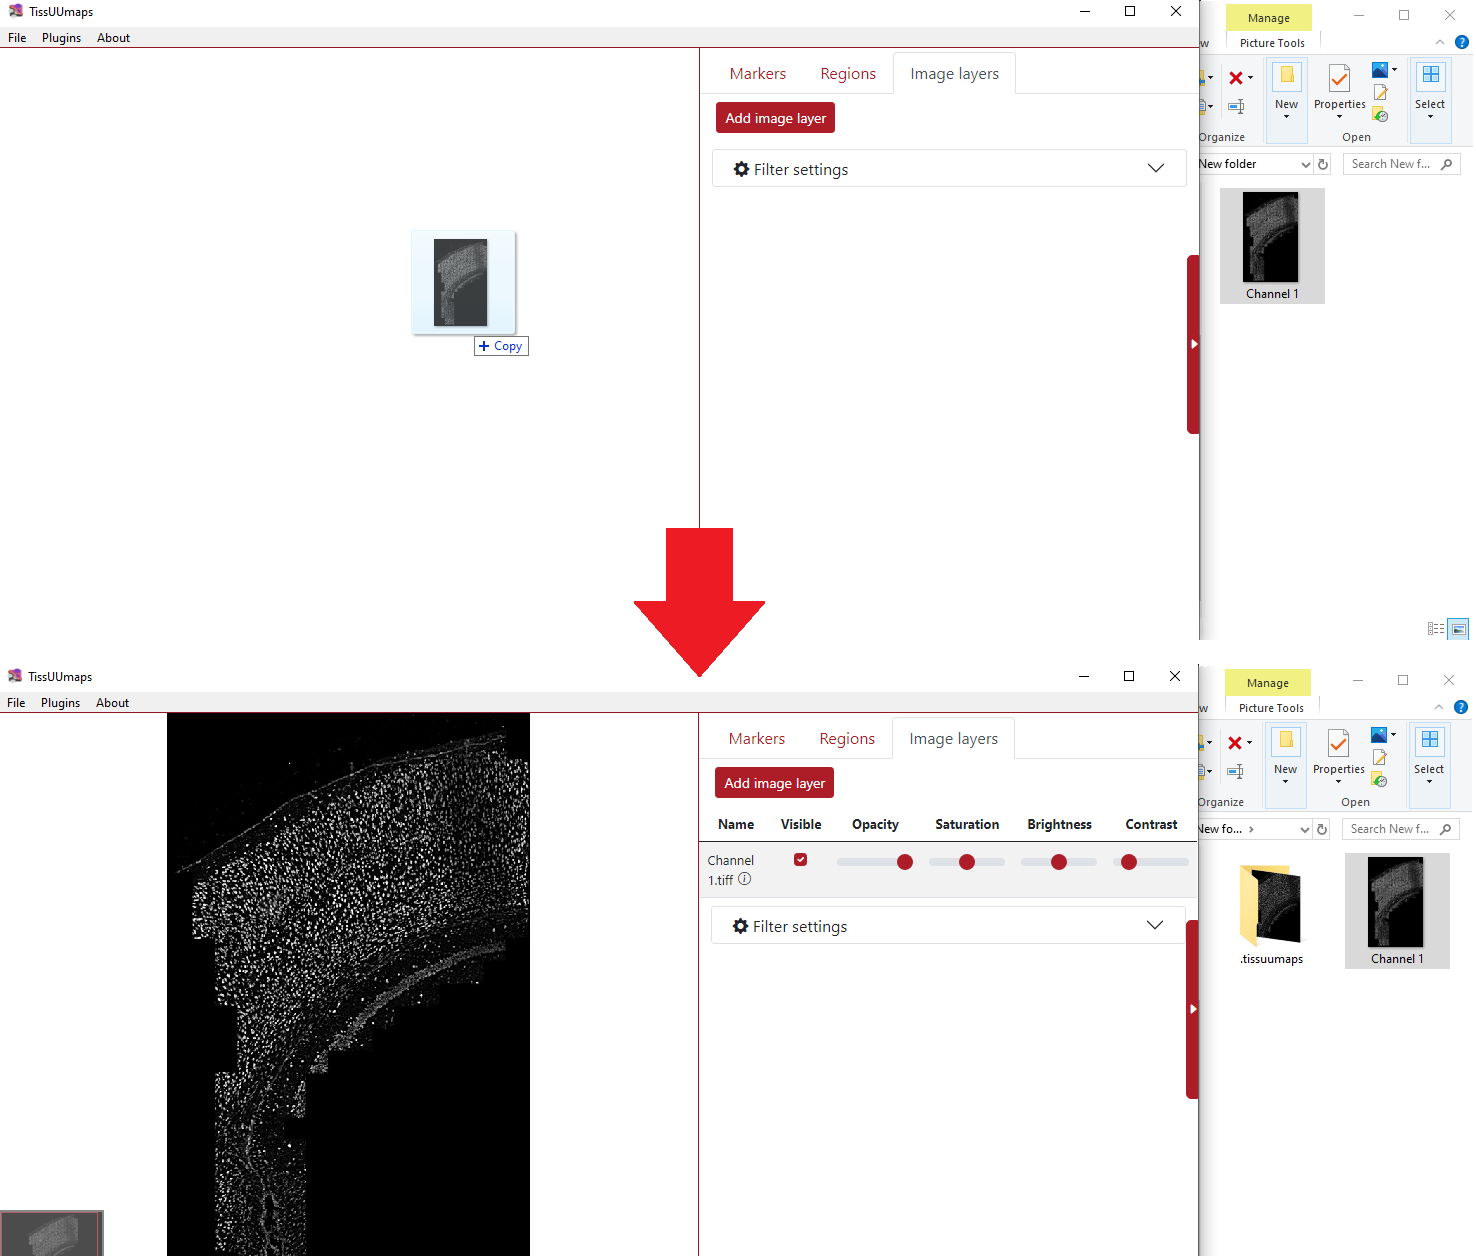 TissUUmaps
File Plugins About
Markers Regions Image layers
Add image layer
Filter settings
Copy
Manage
w Picture Tools
New Properties Select
Organize Open
New folder Search New f...
Channel 1
TissUUmaps
File Plugins About
Markers Regions Image layers
Add image layer
Name Visible Opacity Saturation Brightness Contrast
Channel
1.tiff
Filter settings
Manage
w Picture Tools
New Properties Select
Organize Open
New fo... Search New f...
.tissuumaps Channel 1